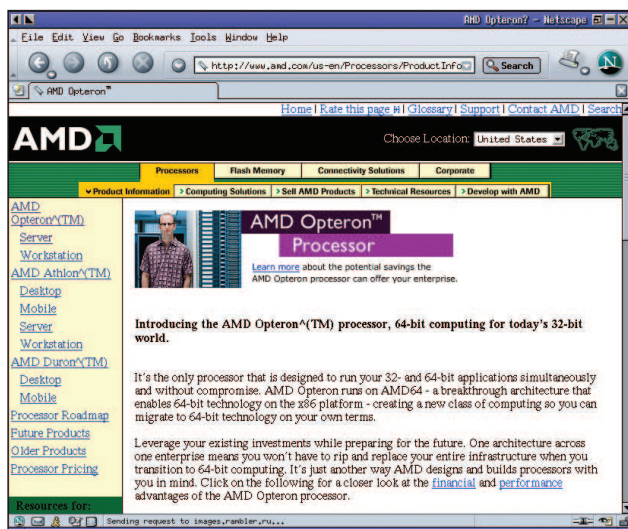 AMD Opteron? - Netscape
File Edit View Go Bookmarks Tools Window Help
http://www.amd.com/us-en/Processors/ProductInfo
Search
N
AMD Opteron™
Home | Rate this page | Glossary | Support | Contact AMD | Search
AMD
Choose Location: United States
Processors Flash Memory Connectivity Solutions Corporate
Product Information > Computing Solutions > Sell AMD Products > Technical Resources > Develop with AMD
AMD
Opteron^(TM)
Server
Workstation
AMD Athlon^(TM)
Desktop
Mobile
Server
Workstation
AMD Duron^(TM)
Desktop
Mobile
Processor Roadmap
Future Products
Older Products
Processor Pricing
Resources for:
AMD Opteron™
Processor
Learn more about the potential savings the
AMD Opteron processor can offer your enterprise.
Introducing the AMD Opteron^(TM) processor, 64-bit computing for today's 32-bit
world.
It's the only processor that is designed to run your 32- and 64-bit applications simultaneously
and without compromise. AMD Opteron runs on AMD64 - a breakthrough architecture that
enables 64-bit technology on the x86 platform - creating a new class of computing so you can
migrate to 64-bit technology on your own terms.
Leverage your existing investments while preparing for the future. One architecture across
one enterprise means you won't have to rip and replace your entire infrastructure when you
transition to 64-bit computing. It's just another way AMD designs and builds processors with
you in mind. Click on the following for a closer look at the financial and performance
advantages of the AMD Opteron processor.
Sending request to images.rambler.ru...